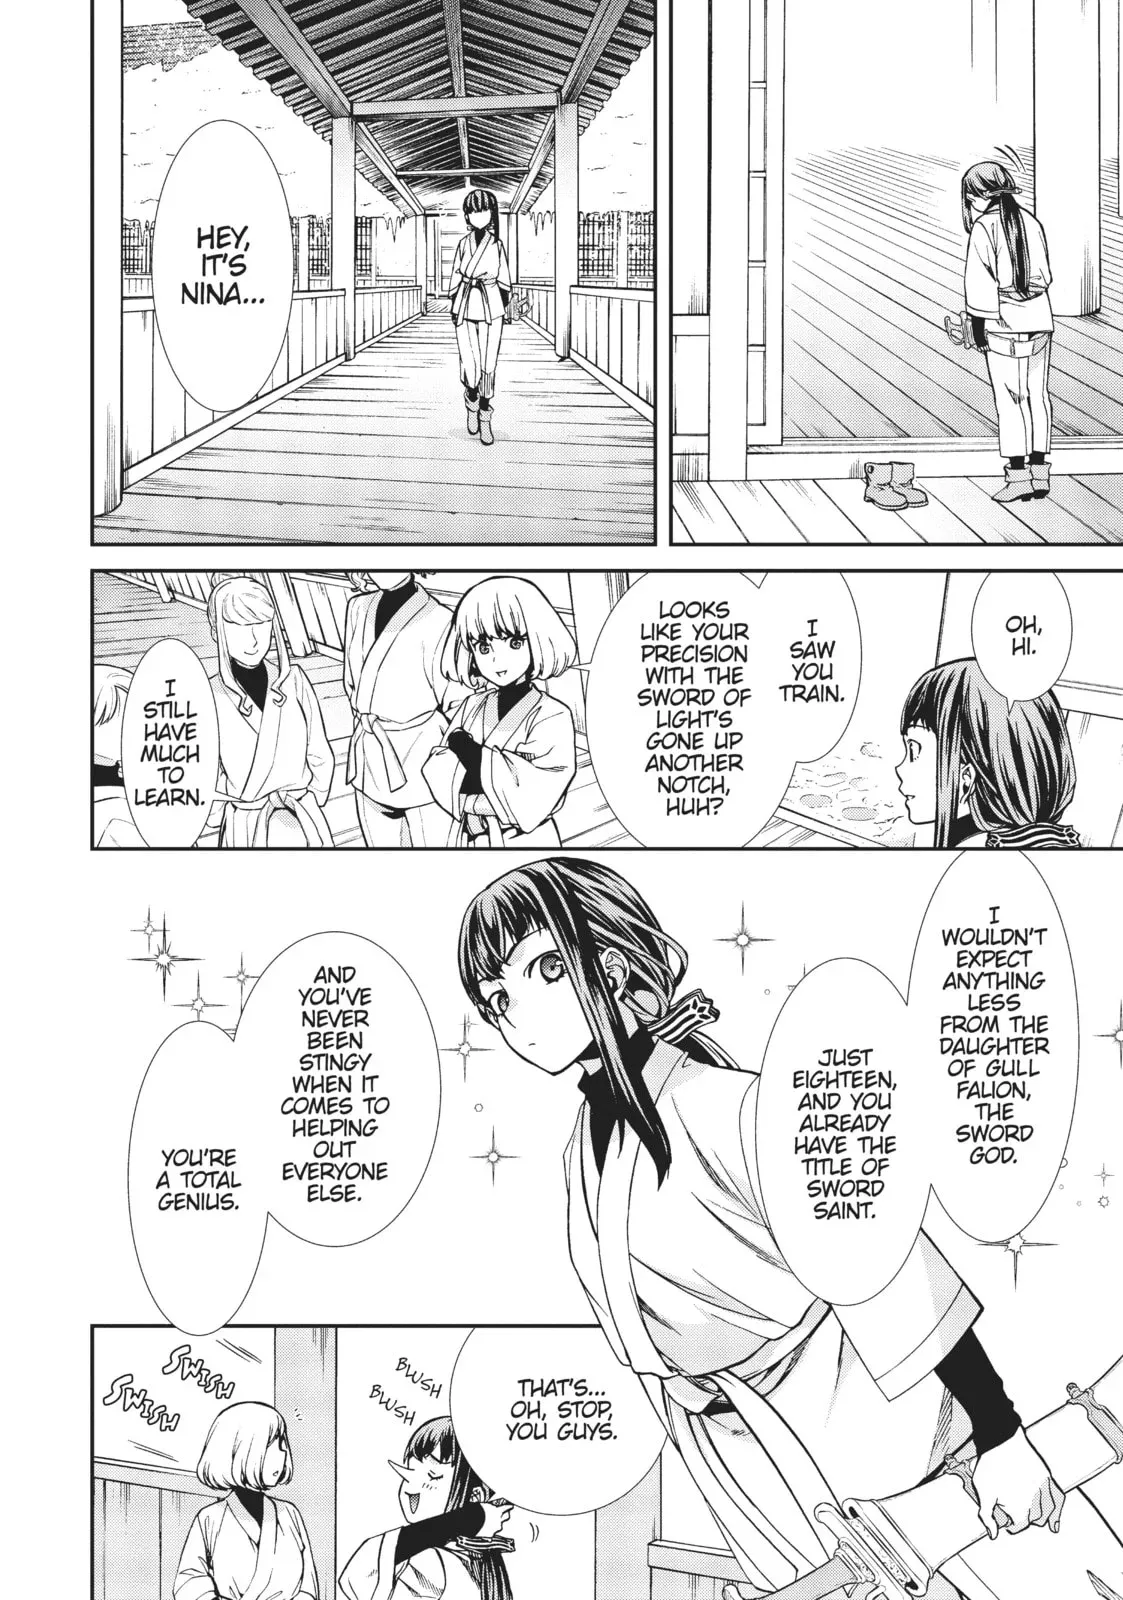 HEY,
IT'S
NINA...
OH,
HI.
I
SAW
YOU
TRAIN.
LOOKS
LIKE YOUR
PRECISION
WITH THE
SWORD OF
LIGHT'S
GONE UP
ANOTHER
NOTCH,
HUH?
I
STILL
HAVE
MUCH
TO
LEARN.
I
WOULDN'T
EXPECT
ANYTHING
LESS
FROM THE
DAUGHTER
OF GULL
FALION,
THE
SWORD
GOD.
JUST
EIGHTEEN,
AND YOU
ALREADY
HAVE THE
TITLE OF
SWORD
SAINT.
AND
YOU'VE
NEVER
BEEN
STINGY
WHEN IT
COMES TO
HELPING
OUT
EVERYONE
ELSE.
YOU'RE
A TOTAL
GENIUS.
THAT'S...
OH, STOP,
YOU GUYS.
BLUSH
BLUSH
SWISH
SWISH